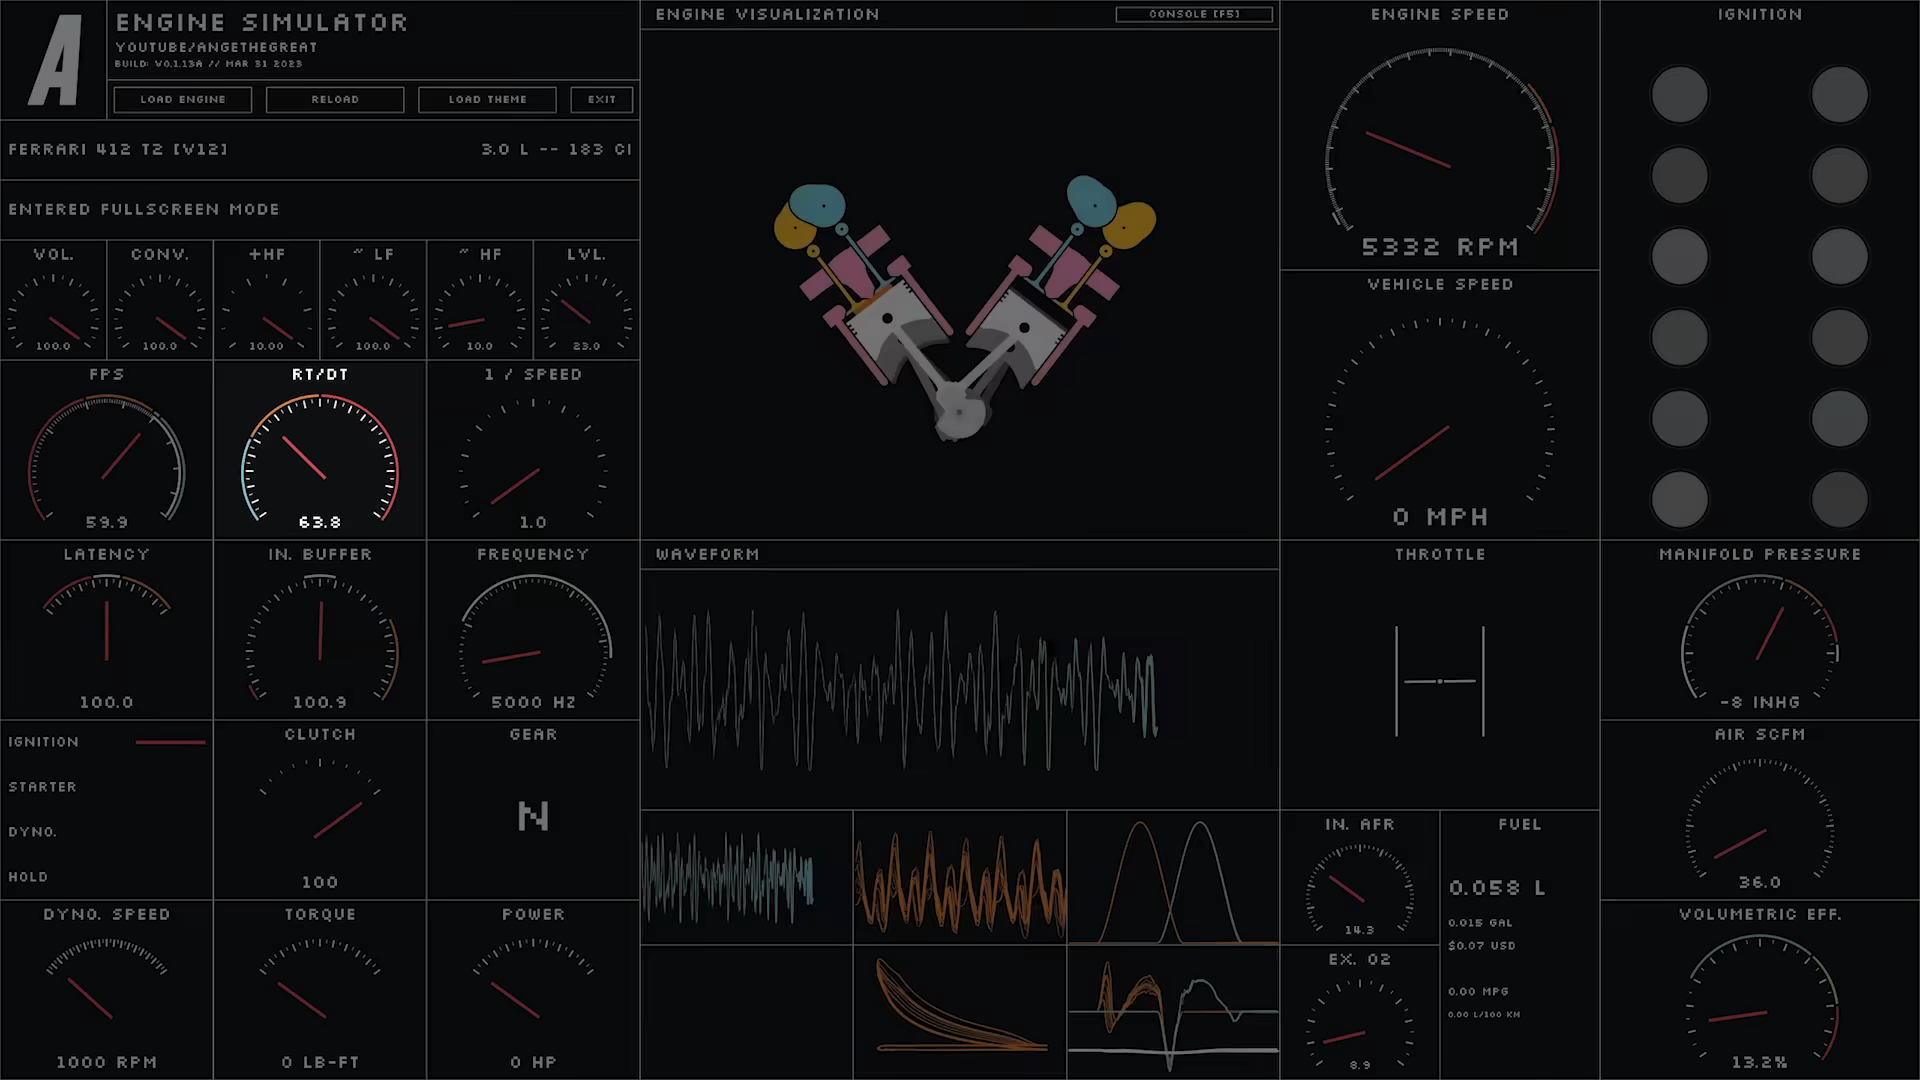 A
ENGINE SIMULATOR
YOUTUBE/ANGETHEGREAT
BUILD: V0.1.13A // MAR 31 2023
LOAD ENGINE
RELOAD
LOAD THEME
EXIT
FERRARI 412 T2 [V12]
3.0 L -- 183 CI
ENTERED FULLSCREEN MODE
VOL.
CONV.
+HF
~ LF
~ HF
LVL.
100.0
100.0
10.00
100.0
10.0
23.0
FPS
RT/DT
1 / SPEED
59.9
63.8
1.0
LATENCY
IN. BUFFER
FREQUENCY
100.0
100.9
5000 HZ
IGNITION
STARTER
DYNO.
HOLD
CLUTCH
100
GEAR
N
DYNO. SPEED
TORQUE
POWER
1000 RPM
0 LB-FT
0 HP
ENGINE VISUALIZATION
CONSOLE [F5]
WAVEFORM
ENGINE SPEED
5332 RPM
VEHICLE SPEED
0 MPH
THROTTLE
IN. AFR
14.3
EX. O2
8.9
FUEL
0.058 L
0.015 GAL
$0.07 USD
0.00 MPG
0.00 L/100 KM
IGNITION
MANIFOLD PRESSURE
-8 INHG
AIR SCFM
36.0
VOLUMETRIC EFF.
13.2%